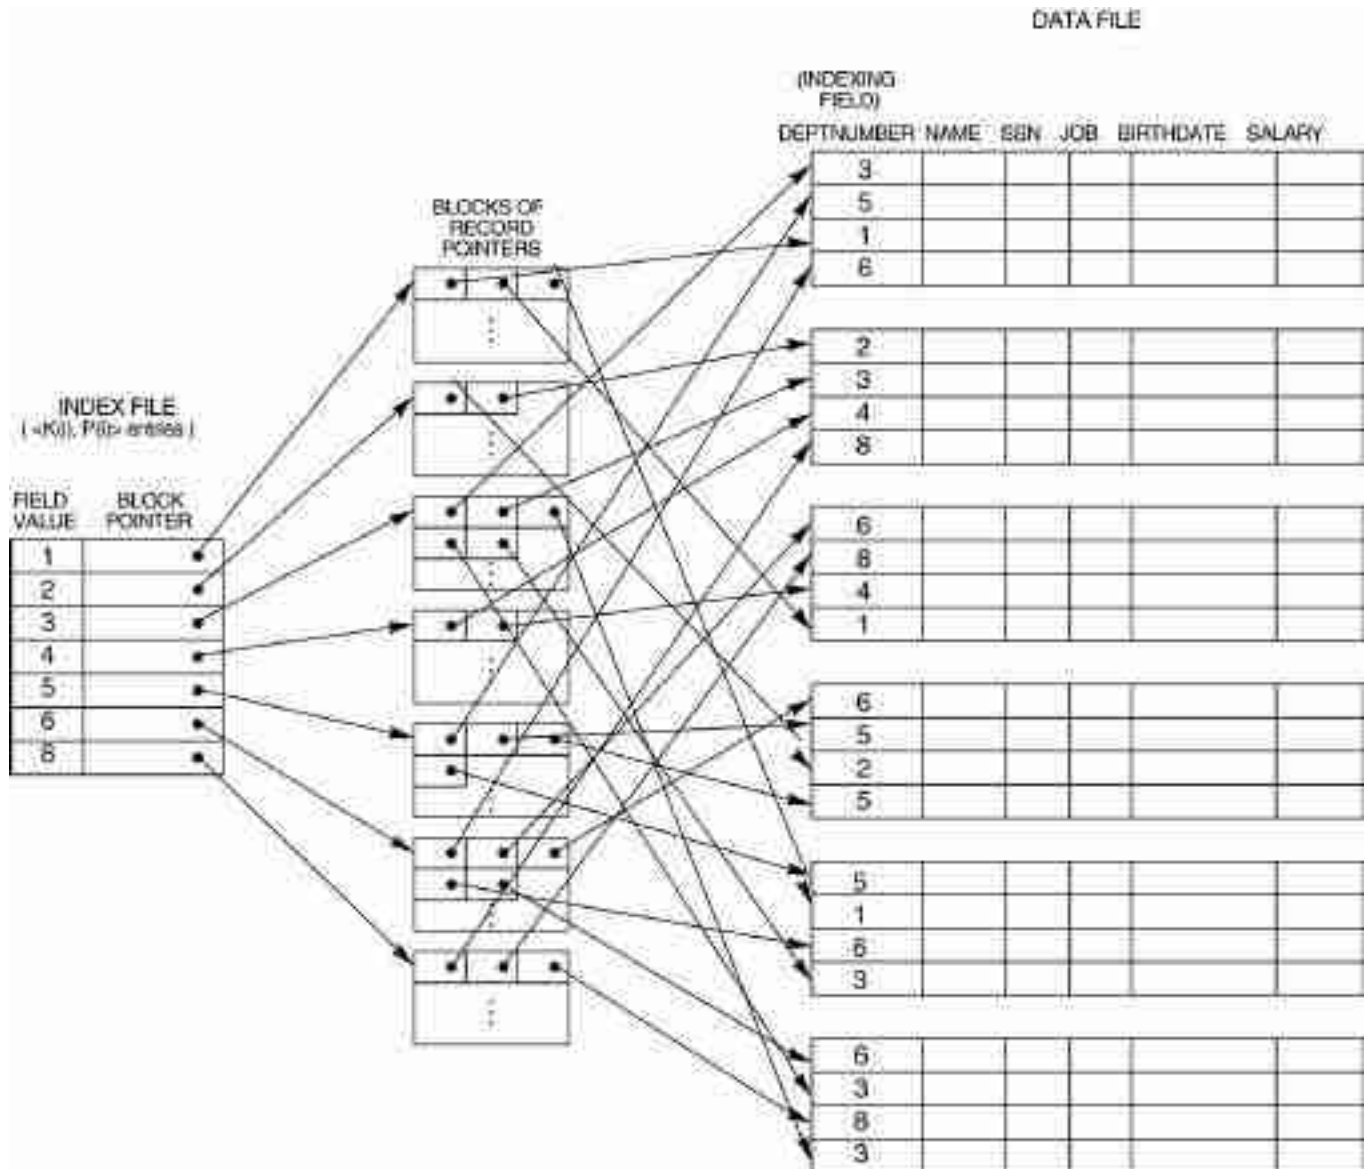 DATA FILE
(INDEXING
FIELD)
DEPTNUMBER NAME SSN JOB BIRTHDATE SALARY
3
5
1
6
2
3
4
8
6
8
4
1
6
5
2
5
5
1
6
3
6
3
8
3
BLOCKS OF
RECORD
POINTERS
INDEX FILE
( <K(i), P(i)> entries )
FIELD
VALUE
BLOCK
POINTER
1
2
3
4
5
6
8